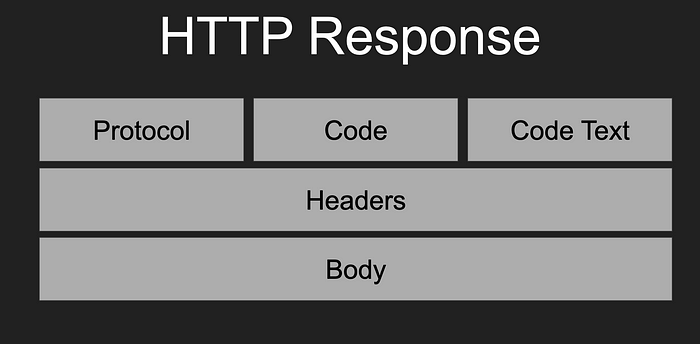 HTTP Response
Protocol Code Code Text
Headers
Body